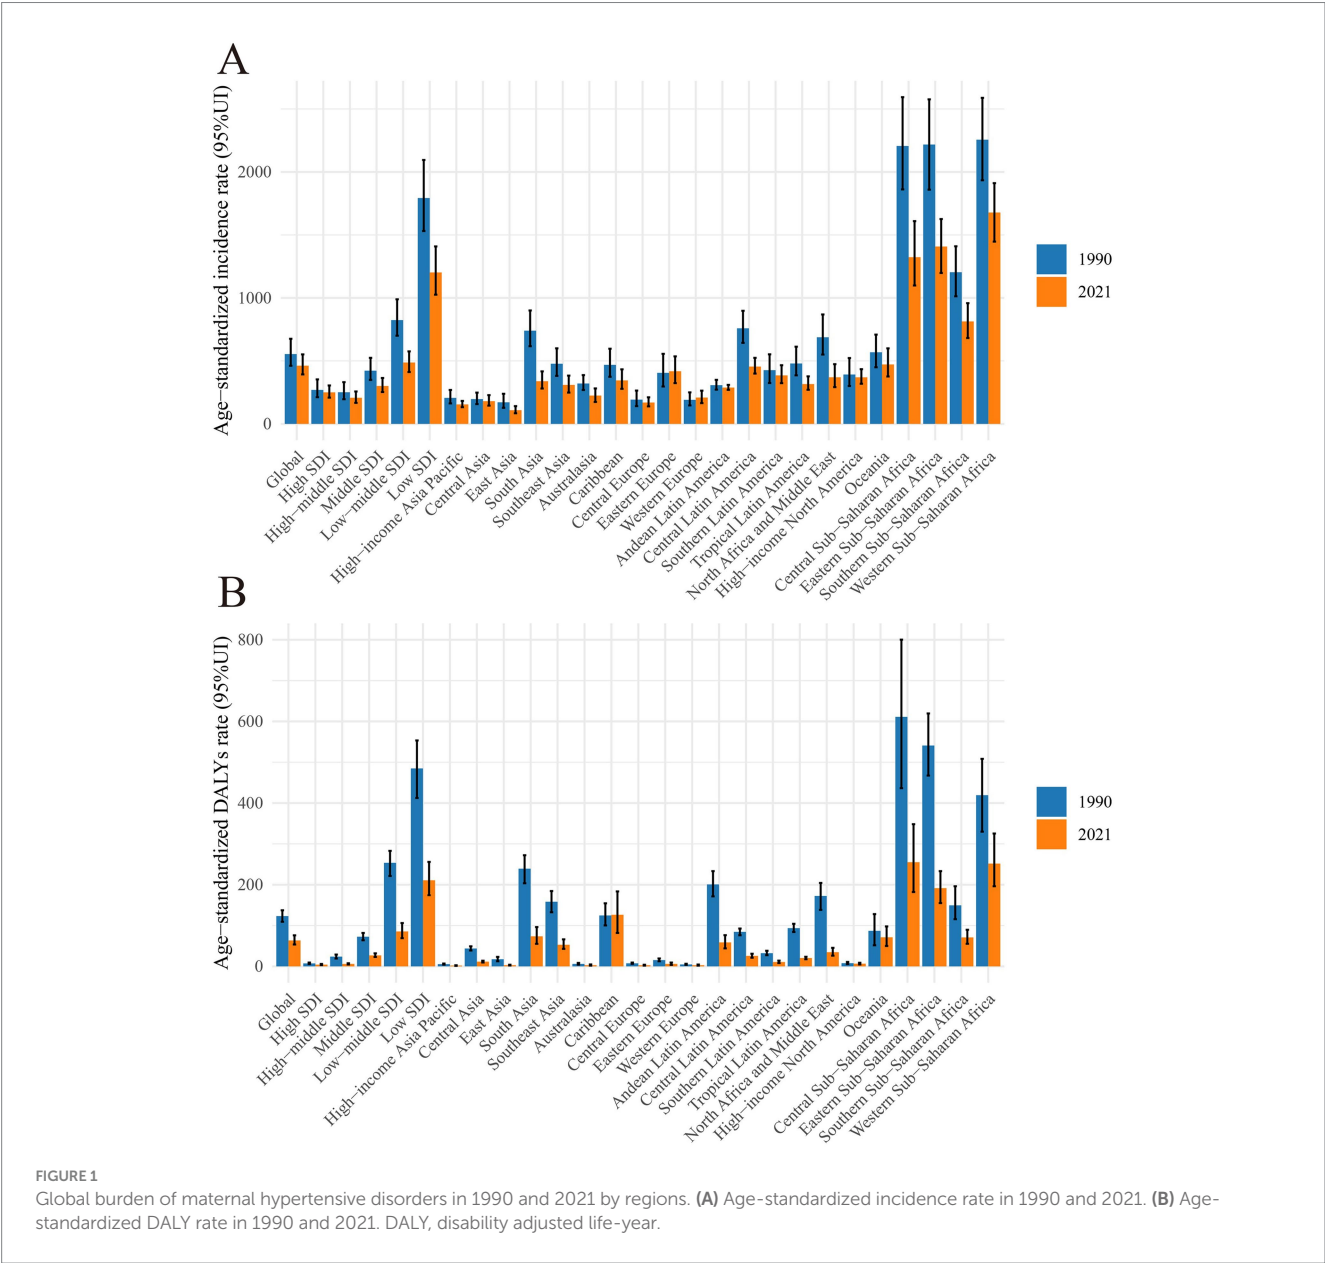 A
Age−standardized incidence rate (95%UI)
2000
1000
0
1990
2021
Global
High SDI
High−middle SDI
Middle SDI
Low−middle SDI
Low SDI
High−income Asia Pacific
Central Asia
East Asia
South Asia
Southeast Asia
Australasia
Caribbean
Central Europe
Eastern Europe
Western Europe
Andean Latin America
Central Latin America
Southern Latin America
Tropical Latin America
North Africa and Middle East
High−income North America
Oceania
Central Sub−Saharan Africa
Eastern Sub−Saharan Africa
Southern Sub−Saharan Africa
Western Sub−Saharan Africa
B
Age−standardized DALYs rate (95%UI)
800
600
400
200
0
1990
2021
Global
High SDI
High−middle SDI
Middle SDI
Low−middle SDI
Low SDI
High−income Asia Pacific
Central Asia
East Asia
South Asia
Southeast Asia
Australasia
Caribbean
Central Europe
Eastern Europe
Western Europe
Andean Latin America
Central Latin America
Southern Latin America
Tropical Latin America
North Africa and Middle East
High−income North America
Oceania
Central Sub−Saharan Africa
Eastern Sub−Saharan Africa
Southern Sub−Saharan Africa
Western Sub−Saharan Africa
FIGURE 1
Global burden of maternal hypertensive disorders in 1990 and 2021 by regions. (A) Age-standardized incidence rate in 1990 and 2021. (B) Age-
standardized DALY rate in 1990 and 2021. DALY, disability adjusted life-year.